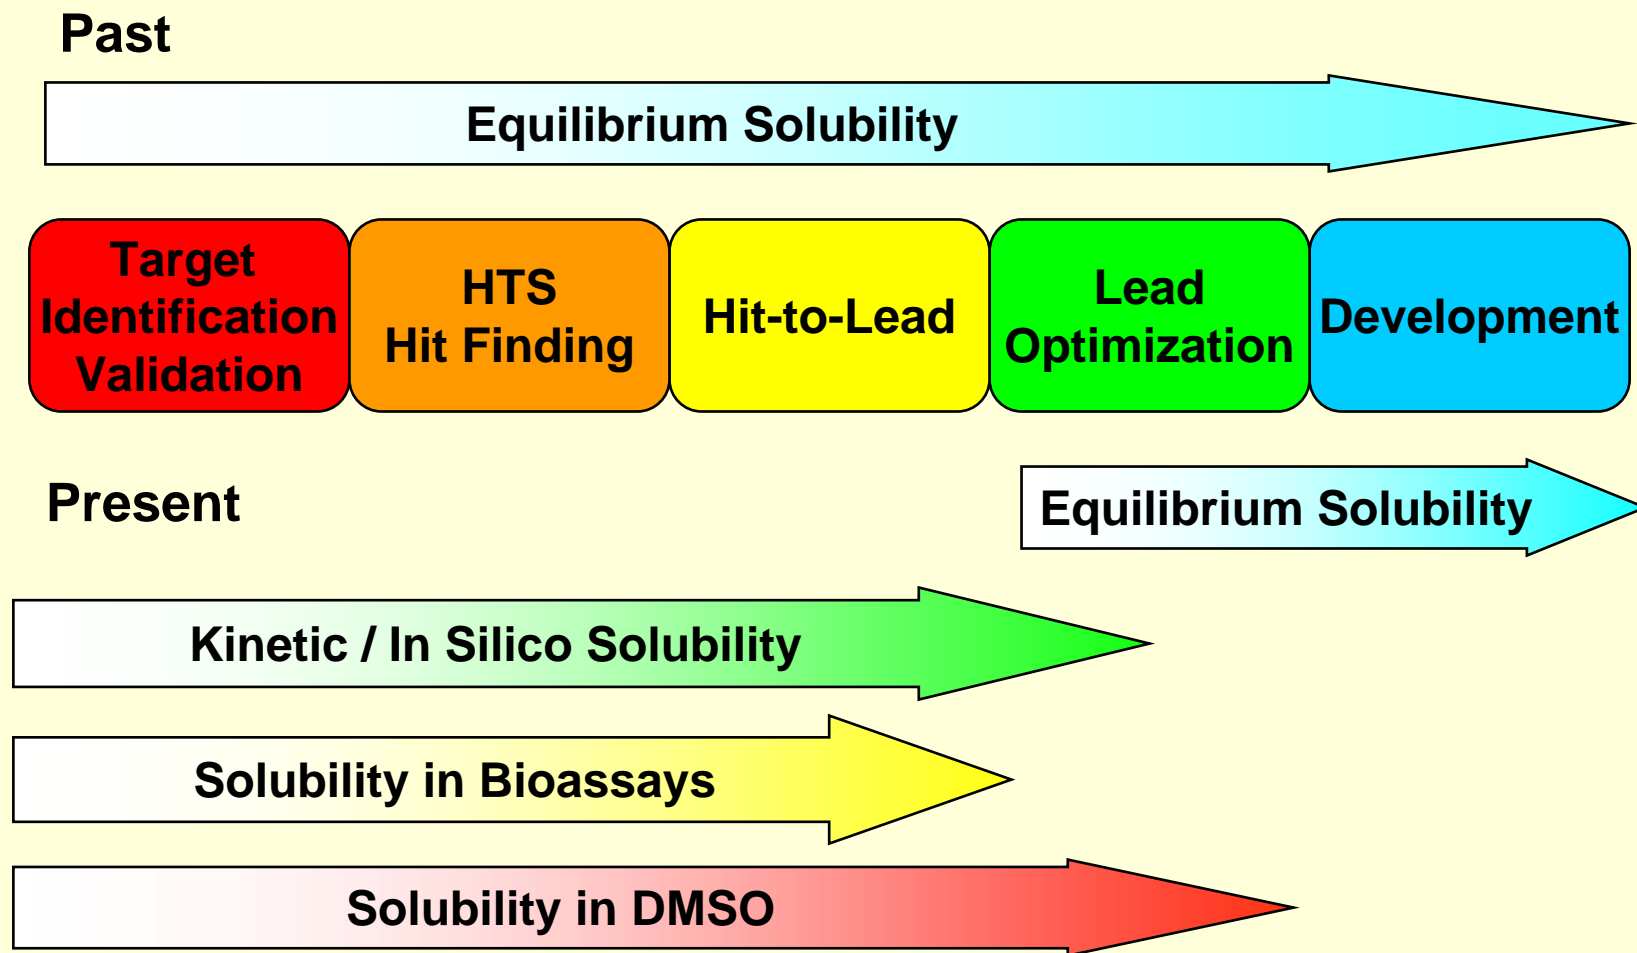 Past
Equilibrium Solubility
Target
Identification
Validation
HTS
Hit Finding
Hit-to-Lead
Lead
Optimization
Development
Present
Equilibrium Solubility
Kinetic / In Silico Solubility
Solubility in Bioassays
Solubility in DMSO